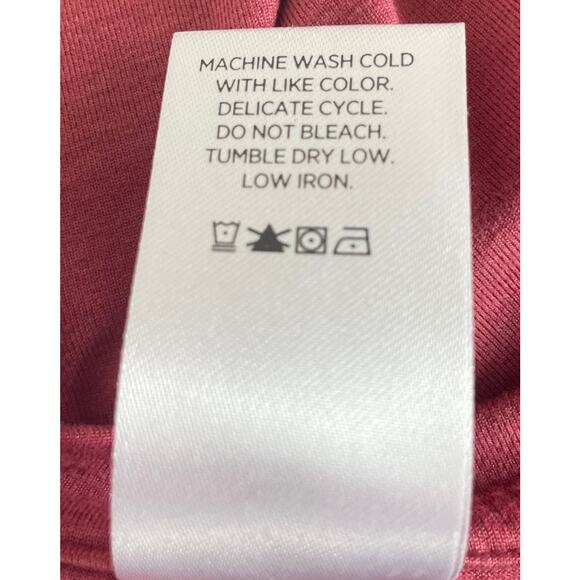 MACHINE WASH COLD
WITH LIKE COLOR.
DELICATE CYCLE.
DO NOT BLEACH.
TUMBLE DRY LOW.
LOW IRON.